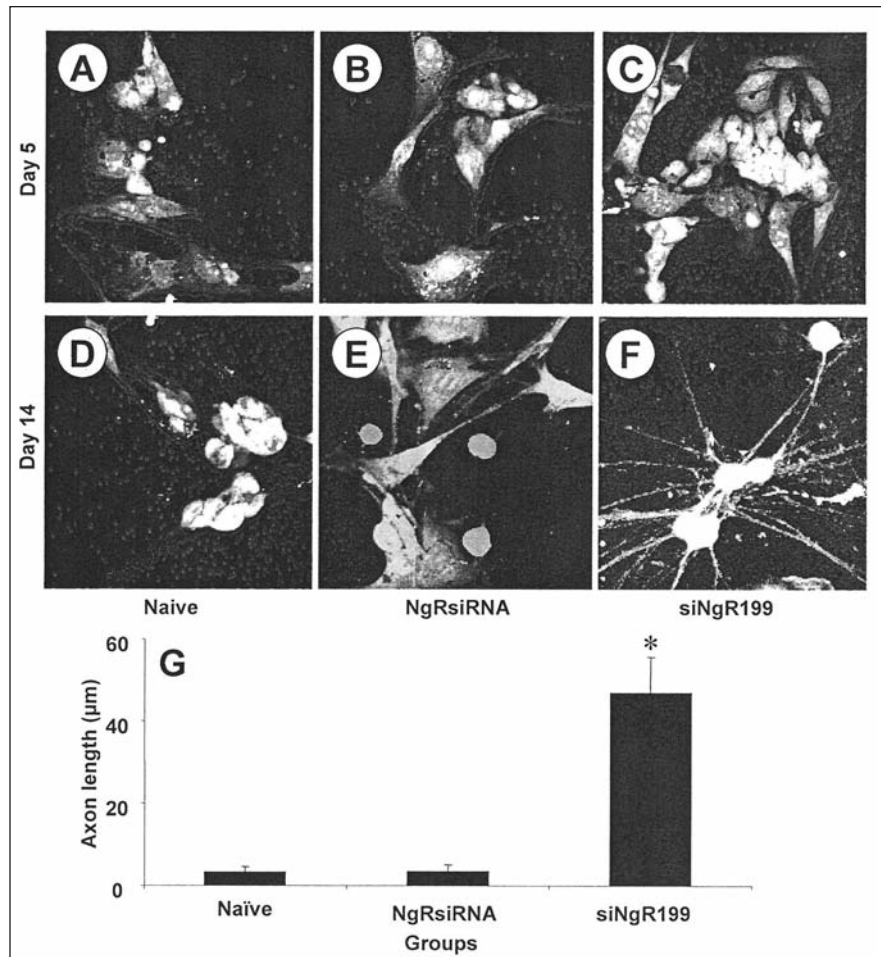 A
B
C
Day 5
D
E
F
Day 14
Naive
NgRsiRNA
siNgR199
60
G
*
40
20
0
Axon length (μm)
Naïve
NgRsiRNA
siNgR199
Groups